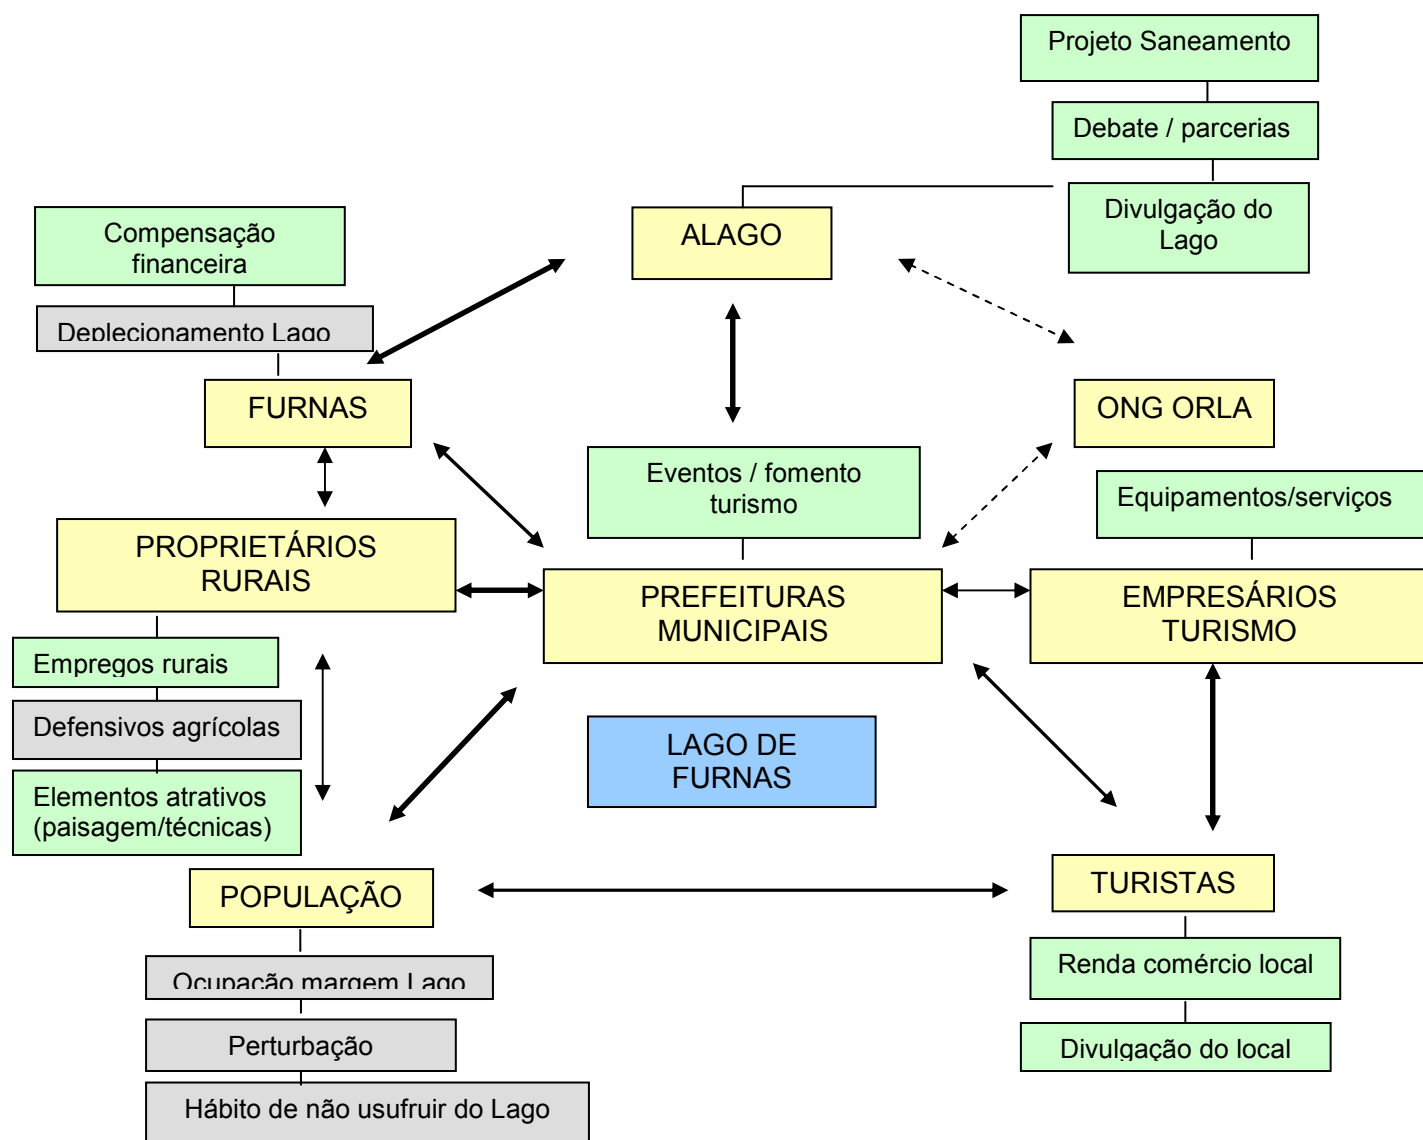 Projeto Saneamento
Debate / parcerias
Divulgação do
Lago
ALAGO
Compensação
financeira
Deplecionamento Lago
FURNAS
ONG ORLA
Eventos / fomento
turismo
Equipamentos/serviços
PROPRIETÁRIOS
RURAIS
PREFEITURAS
MUNICIPAIS
EMPRESÁRIOS
TURISMO
Empregos rurais
Defensivos agrícolas
Elementos atrativos
(paisagem/técnicas)
LAGO DE
FURNAS
POPULAÇÃO
TURISTAS
Ocupação margem Lago
Perturbação
Hábito de não usufruir do Lago
Renda comércio local
Divulgação do local